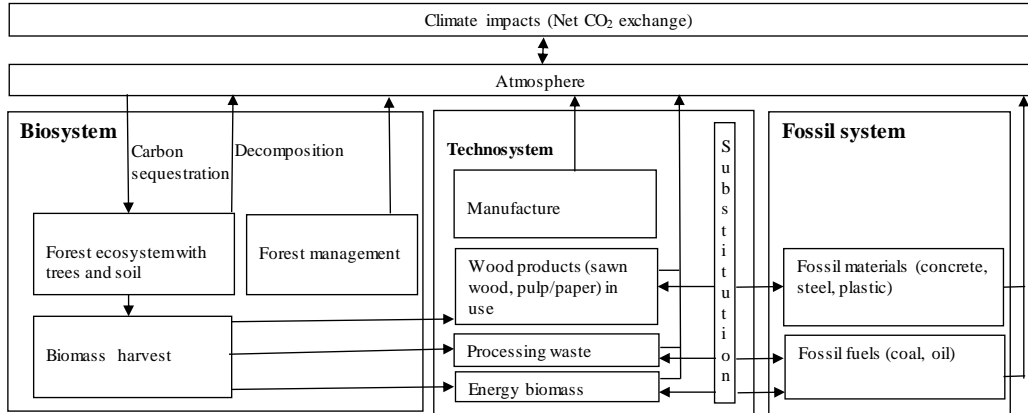 Climate impacts (Net CO₂ exchange)
Atmosphere
Biosystem
Carbon
sequestration
Decomposition
Forest ecosystem with
trees and soil
Forest management
Biomass harvest
Technosystem
Manufacture
Wood products (sawn
wood, pulp/paper) in
use
Processing waste
Energy biomass
Substitution
Fossil system
Fossil materials (concrete,
steel, plastic)
Fossil fuels (coal, oil)